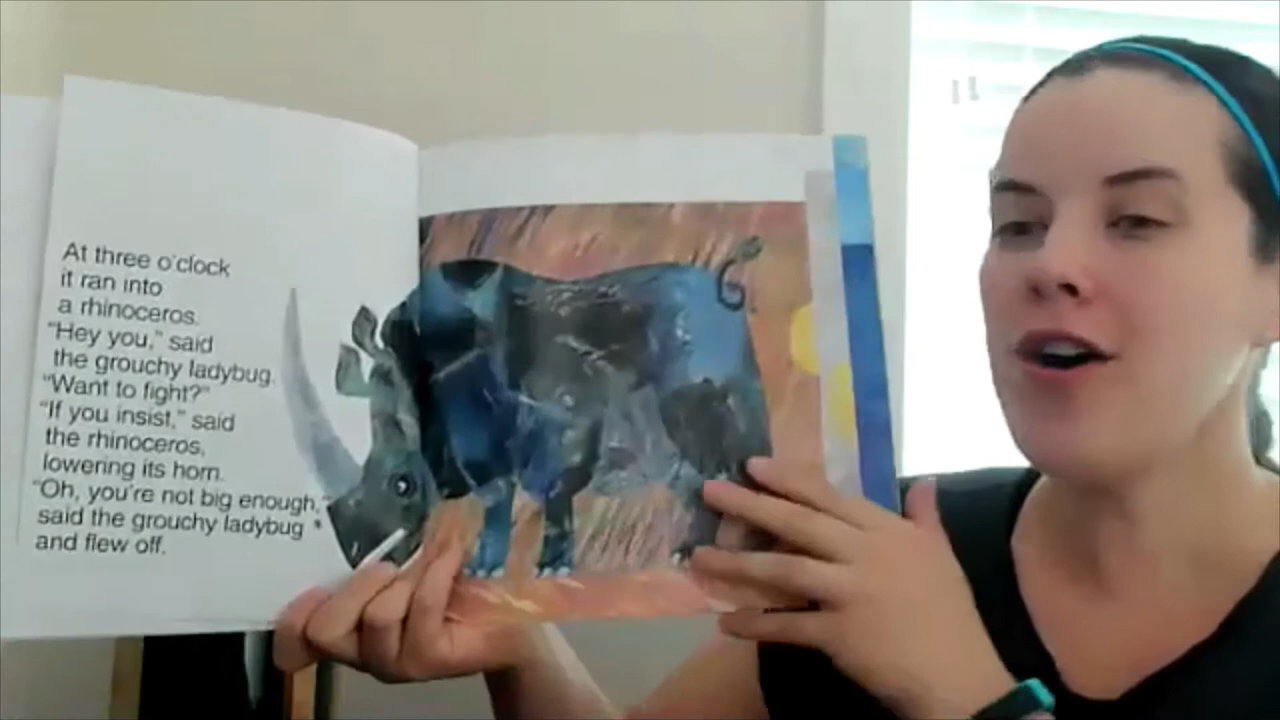 At three o'clock
it ran into
a rhinoceros.
"Hey you," said
the grouchy ladybug.
"Want to fight?"
"If you insist," said
the rhinoceros,
lowering its horn.
"Oh, you're not big enough,"
said the grouchy ladybug
and flew off.